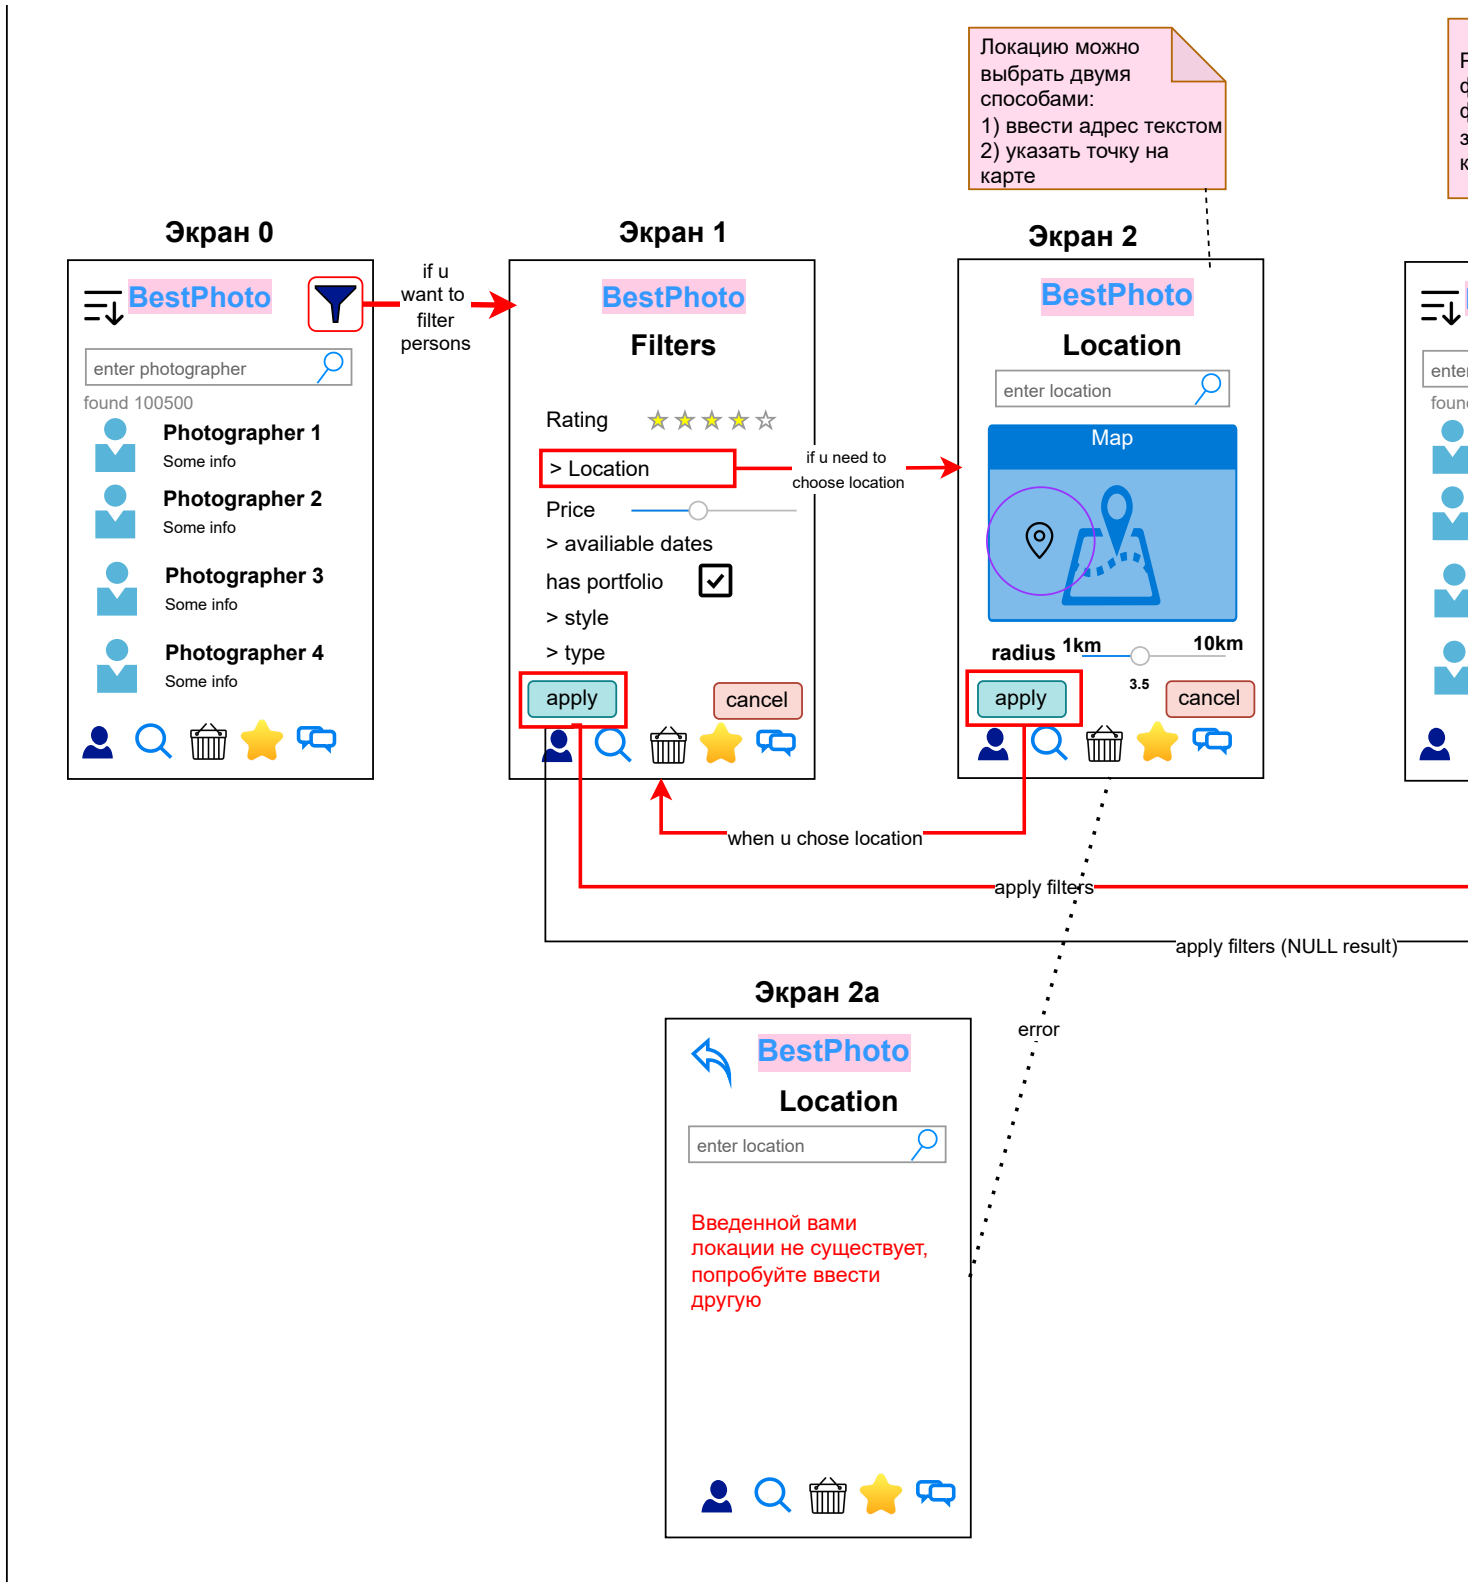 Локацию можно
выбрать двумя
способами:
1) ввести адрес текстом
2) указать точку на
карте
Экран 0
BestPhoto
enter photographer
found 100500
Photographer 1
Some info
Photographer 2
Some info
Photographer 3
Some info
Photographer 4
Some info
if u
want to
filter
persons
Экран 1
BestPhoto
Filters
Rating
> Location
Price
> availiable dates
has portfolio
> style
> type
apply
cancel
if u need to
choose location
Экран 2
BestPhoto
Location
enter location
Map
radius 1km 10km
3.5
apply
cancel
when u chose location
apply filters
apply filters (NULL result)
error
Экран 2а
BestPhoto
Location
enter location
Введенной вами
локации не существует,
попробуйте ввести
другую